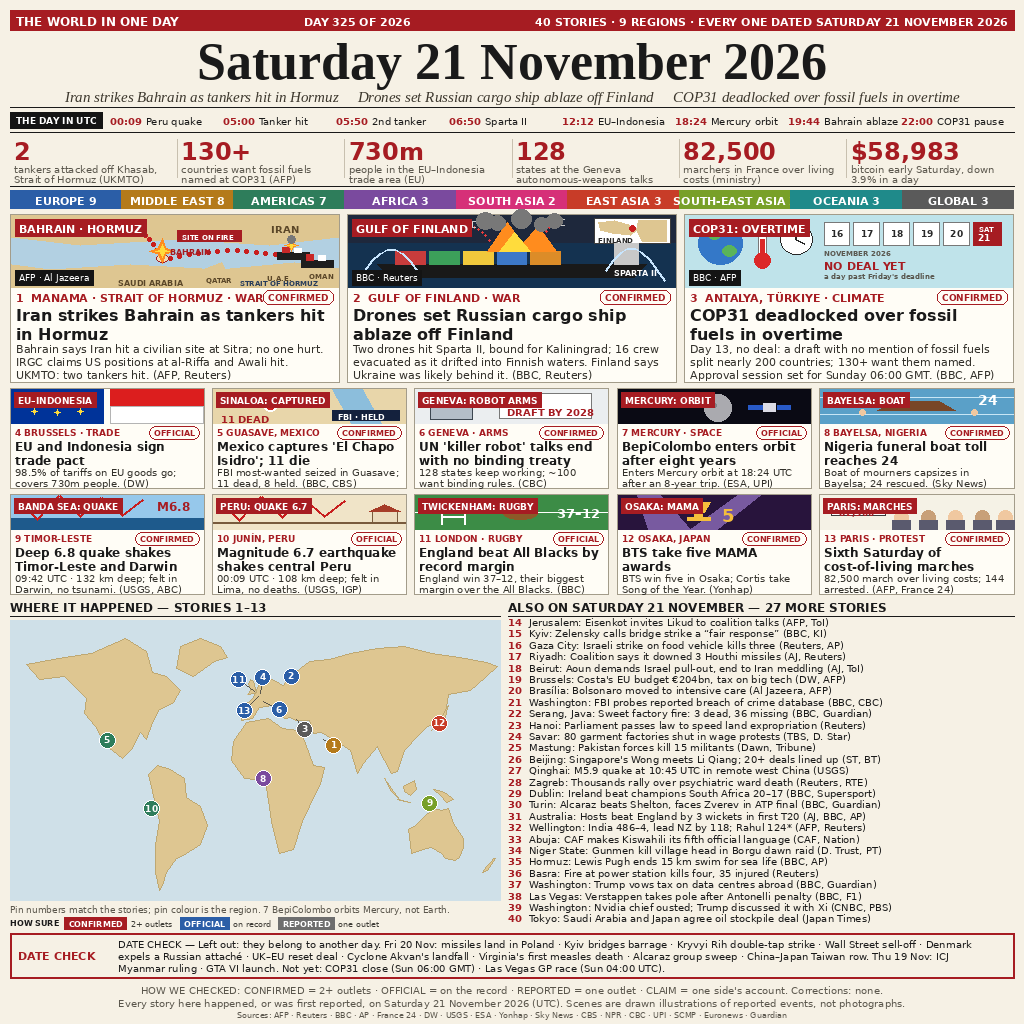 THE WORLD IN ONE DAY
DAY 325 OF 2026
40 STORIES · 9 REGIONS · EVERY ONE DATED SATURDAY 21 NOVEMBER 2026
Saturday 21 November 2026
Iran strikes Bahrain as tankers hit in Hormuz   Drones set Russian cargo ship ablaze off Finland   COP31 deadlocked over fossil fuels in overtime
THE DAY IN UTC
00:09 Peru quake   05:00 Tanker hit   05:50 2nd tanker   06:50 Sparta II   12:12 EU–Indonesia   18:24 Mercury orbit   19:44 Bahrain ablaze   22:00 COP31 pause
2
tankers attacked off Khasab,
Strait of Hormuz (UKMTO)
130+
countries want fossil fuels
named at COP31 (AFP)
730m
people in the EU–Indonesia
trade area (EU)
128
states at the Geneva
autonomous-weapons talks
82,500
marchers in France over living
costs (ministry)
$58,983
bitcoin early Saturday, down
3.9% in a day
EUROPE 9   MIDDLE EAST 8   AMERICAS 7   AFRICA 3   SOUTH ASIA 2   EAST ASIA 3   SOUTH-EAST ASIA   OCEANIA 3   GLOBAL 3
BAHRAIN · HORMUZ
SITE ON FIRE
IRAN
BAHRAIN
AFP · Al Jazeera
SAUDI ARABIA
QATAR
U.A.E.
OMAN
STRAIT OF HORMUZ
1 MANAMA · STRAIT OF HORMUZ · WAR
CONFIRMED
Iran strikes Bahrain as tankers hit
in Hormuz
Bahrain says Iran hit a civilian site at Sitra; no one hurt.
IRGC claims US positions at al-Riffa and Awali hit.
UKMTO: two tankers hit. (AFP, Reuters)
GULF OF FINLAND
FINLAND
BBC · Reuters
SPARTA II
2 GULF OF FINLAND · WAR
CONFIRMED
Drones set Russian cargo ship
ablaze off Finland
Two drones hit Sparta II, bound for Kaliningrad; 16 crew
evacuated as it drifted into Finnish waters. Finland says
Ukraine was likely behind it. (BBC, Reuters)
COP31: OVERTIME
16 17 18 19 20 SAT 21
NOVEMBER 2026
NO DEAL YET
a day past Friday's deadline
BBC · AFP
3 ANTALYA, TÜRKIYE · CLIMATE
CONFIRMED
COP31 deadlocked over fossil
fuels in overtime
Day 13, no deal: a draft with no mention of fossil fuels
split nearly 200 countries; 130+ want them named.
Approval session set for Sunday 06:00 GMT. (BBC, AFP)
EU–INDONESIA
4 BRUSSELS · TRADE
OFFICIAL
EU and Indonesia sign
trade pact
98.5% of tariffs on EU goods go;
covers 730m people. (DW)
SINALOA: CAPTURED
11 DEAD
FBI · HELD
5 GUASAVE, MEXICO
CONFIRMED
Mexico captures 'El Chapo
Isidro'; 11 die
FBI most-wanted seized in Guasave;
11 dead, 8 held. (BBC, CBS)
GENEVA: ROBOT ARMS
DRAFT BY 2028
6 GENEVA · ARMS
CONFIRMED
UN 'killer robot' talks end
with no binding treaty
128 states keep working; ~100
want binding rules. (CBC)
MERCURY: ORBIT
7 MERCURY · SPACE
OFFICIAL
BepiColombo enters orbit
after eight years
Enters Mercury orbit at 18:24 UTC
after an 8-year trip. (ESA, UPI)
BAYELSA: BOAT
24
8 BAYELSA, NIGERIA
CONFIRMED
Nigeria funeral boat toll
reaches 24
Boat of mourners capsizes in
Bayelsa; 24 rescued. (Sky News)
BANDA SEA: QUAKE
M6.8
9 TIMOR-LESTE
CONFIRMED
Deep 6.8 quake shakes
Timor-Leste and Darwin
09:42 UTC · 132 km deep; felt in
Darwin, no tsunami. (USGS, ABC)
PERU: QUAKE 6.7
10 JUNÍN, PERU
OFFICIAL
Magnitude 6.7 earthquake
shakes central Peru
00:09 UTC · 108 km deep; felt in
Lima, no deaths. (USGS, IGP)
TWICKENHAM: RUGBY
37–12
11 LONDON · RUGBY
OFFICIAL
England beat All Blacks by
record margin
England win 37–12, their biggest
margin over the All Blacks. (BBC)
OSAKA: MAMA
5
12 OSAKA, JAPAN
CONFIRMED
BTS take five MAMA
awards
BTS win five in Osaka; Cortis take
Song of the Year. (Yonhap)
PARIS: MARCHES
13 PARIS · PROTEST
CONFIRMED
Sixth Saturday of
cost-of-living marches
82,500 march over living costs; 144
arrested. (AFP, France 24)
WHERE IT HAPPENED — STORIES 1–13
11 4 2 13 6 3 1 12 5 8 9 10
Pin numbers match the stories; pin colour is the region. 7 BepiColombo orbits Mercury, not Earth.
HOW SURE CONFIRMED 2+ outlets OFFICIAL on record REPORTED one outlet
ALSO ON SATURDAY 21 NOVEMBER — 27 MORE STORIES
14 Jerusalem: Eisenkot invites Likud to coalition talks (AFP, ToI)
15 Kyiv: Zelensky calls bridge strike a “fair response” (BBC, KI)
16 Gaza City: Israeli strike on food vehicle kills three (Reuters, AP)
17 Riyadh: Coalition says it downed 3 Houthi missiles (AJ, Reuters)
18 Beirut: Aoun demands Israel pull-out, end to Iran meddling (AJ, ToI)
19 Brussels: Costa's EU budget €204bn, tax on big tech (DW, AFP)
20 Brasília: Bolsonaro moved to intensive care (Al Jazeera, AFP)
21 Washington: FBI probes reported breach of crime database (BBC, CBC)
22 Serang, Java: Sweet factory fire: 3 dead, 36 missing (BBC, Guardian)
23 Hanoi: Parliament passes law to speed land expropriation (Reuters)
24 Savar: 80 garment factories shut in wage protests (TBS, D. Star)
25 Mastung: Pakistan forces kill 15 militants (Dawn, Tribune)
26 Beijing: Singapore's Wong meets Li Qiang; 20+ deals lined up (ST, BT)
27 Qinghai: M5.9 quake at 10:45 UTC in remote west China (USGS)
28 Zagreb: Thousands rally over psychiatric ward death (Reuters, RTE)
29 Dublin: Ireland beat champions South Africa 20–17 (BBC, Supersport)
30 Turin: Alcaraz beats Shelton, faces Zverev in ATP final (BBC, Guardian)
31 Australia: Hosts beat England by 3 wickets in first T20 (AJ, BBC, AP)
32 Wellington: India 486–4, lead NZ by 118; Rahul 124* (AFP, Reuters)
33 Abuja: CAF makes Kiswahili its fifth official language (CAF, Nation)
34 Niger State: Gunmen kill village head in Borgu dawn raid (D. Trust, PT)
35 Hormuz: Lewis Pugh ends 15 km swim for sea life (BBC, AP)
36 Basra: Fire at power station kills four, 35 injured (Reuters)
37 Washington: Trump vows tax on data centres abroad (BBC, Guardian)
38 Las Vegas: Verstappen takes pole after Antonelli penalty (BBC, F1)
39 Washington: Nvidia chief ousted; Trump discussed it with Xi (CNBC, PBS)
40 Tokyo: Saudi Arabia and Japan agree oil stockpile deal (Japan Times)
DATE CHECK
DATE CHECK — Left out: they belong to another day. Fri 20 Nov: missiles land in Poland · Kyiv bridges barrage · Kryvyi Rih double-tap strike · Wall Street sell-off · Denmark
expels a Russian attaché · UK–EU reset deal · Cyclone Akvan's landfall · Virginia's first measles death · Alcaraz group sweep · China–Japan Taiwan row. Thu 19 Nov: ICJ
Myanmar ruling · GTA VI launch. Not yet: COP31 close (Sun 06:00 GMT) · Las Vegas GP race (Sun 04:00 UTC).
HOW WE CHECKED: CONFIRMED = 2+ outlets · OFFICIAL = on the record · REPORTED = one outlet · CLAIM = one side's account. Corrections: none.
Every story here happened, or was first reported, on Saturday 21 November 2026 (UTC). Scenes are drawn illustrations of reported events, not photographs.
Sources: AFP · Reuters · BBC · AP · France 24 · DW · USGS · ESA · Yonhap · Sky News · CBS · NPR · CBC · UPI · SCMP · Euronews · Guardian